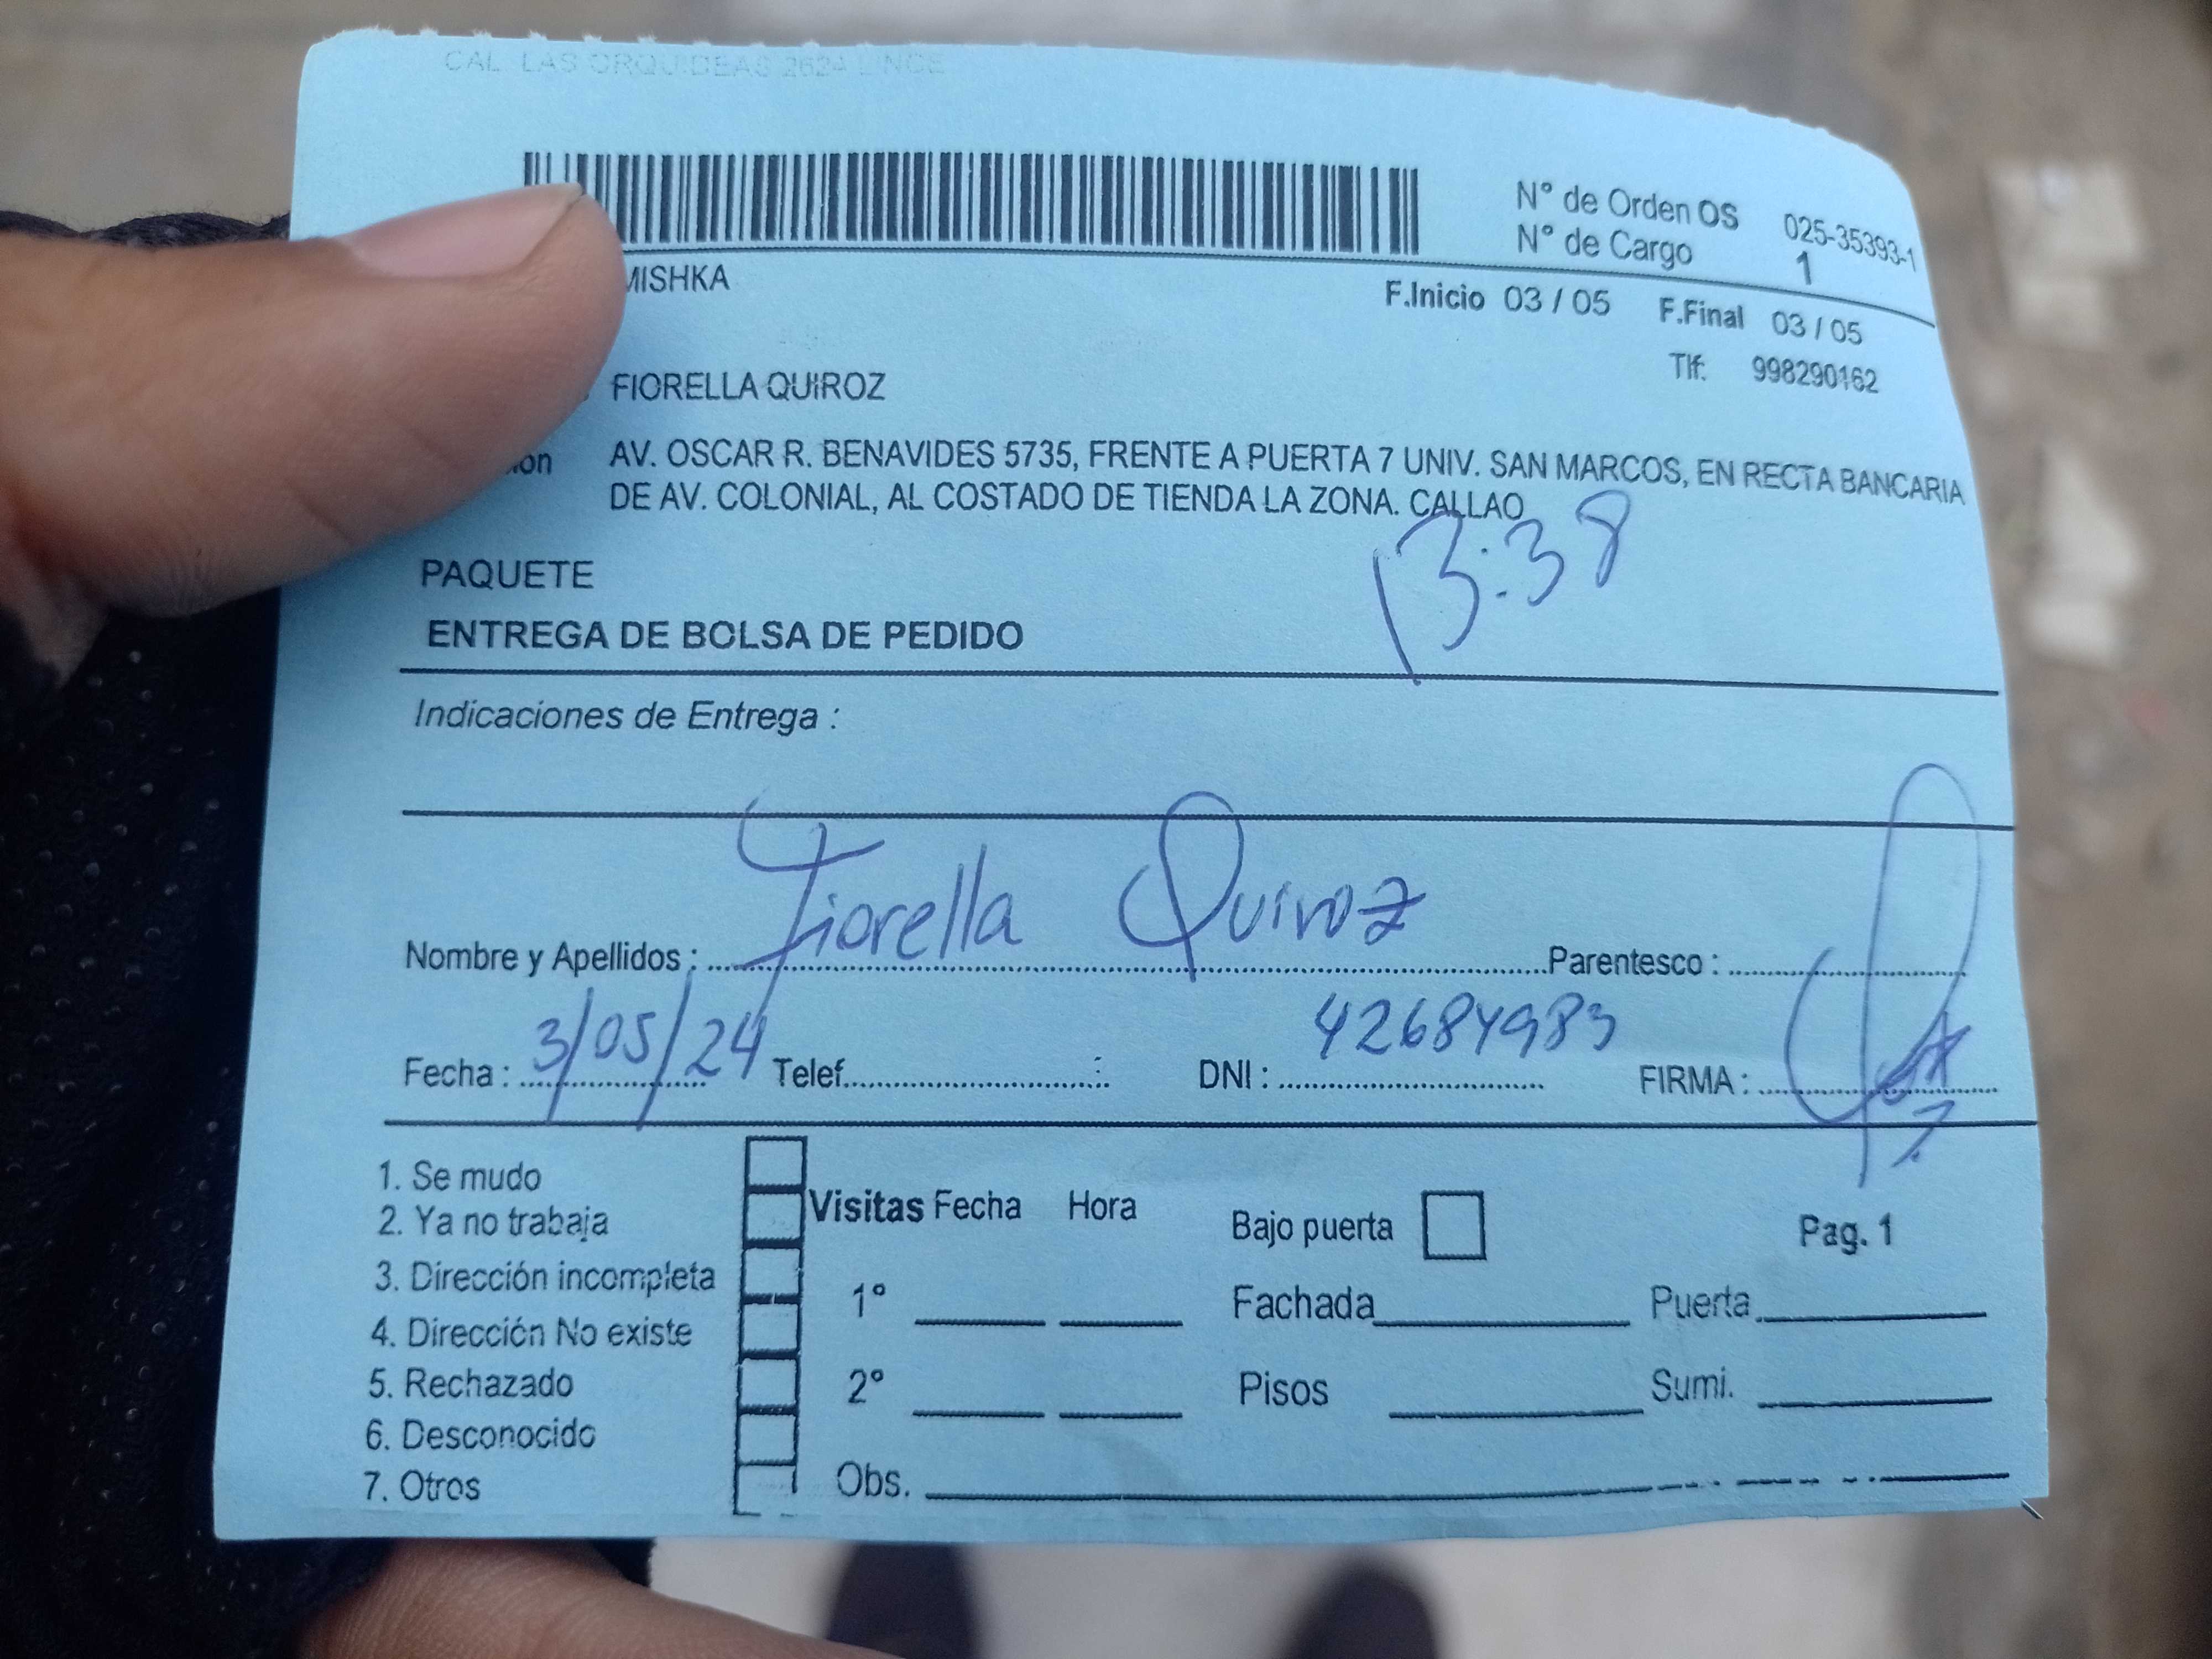 CAL LAS ORQUIDEAS 2624 LINCE
N° de Orden OS 025-35393-1
N° de Cargo 1
MISHKA
F.Inicio 03 / 05 F.Final 03 / 05
Tlf: 998290162
FIORELLA QUIROZ
AV. OSCAR R. BENAVIDES 5735, FRENTE A PUERTA 7 UNIV. SAN MARCOS, EN RECTA BANCARIA
DE AV. COLONIAL, AL COSTADO DE TIENDA LA ZONA. CALLAO
13:38
PAQUETE
ENTREGA DE BOLSA DE PEDIDO
Indicaciones de Entrega :
Nombre y Apellidos : Fiorella Quiroz Parentesco :
Fecha : 3/05/24 Telef. : DNI : 42684983 FIRMA :
1. Se mudo
2. Ya no trabaja
3. Dirección incompleta
4. Dirección No existe
5. Rechazado
6. Desconocido
7. Otros
Visitas Fecha Hora
1°
2°
Obs.
Bajo puerta
Pag. 1
Fachada Puerta
Pisos Sumi.